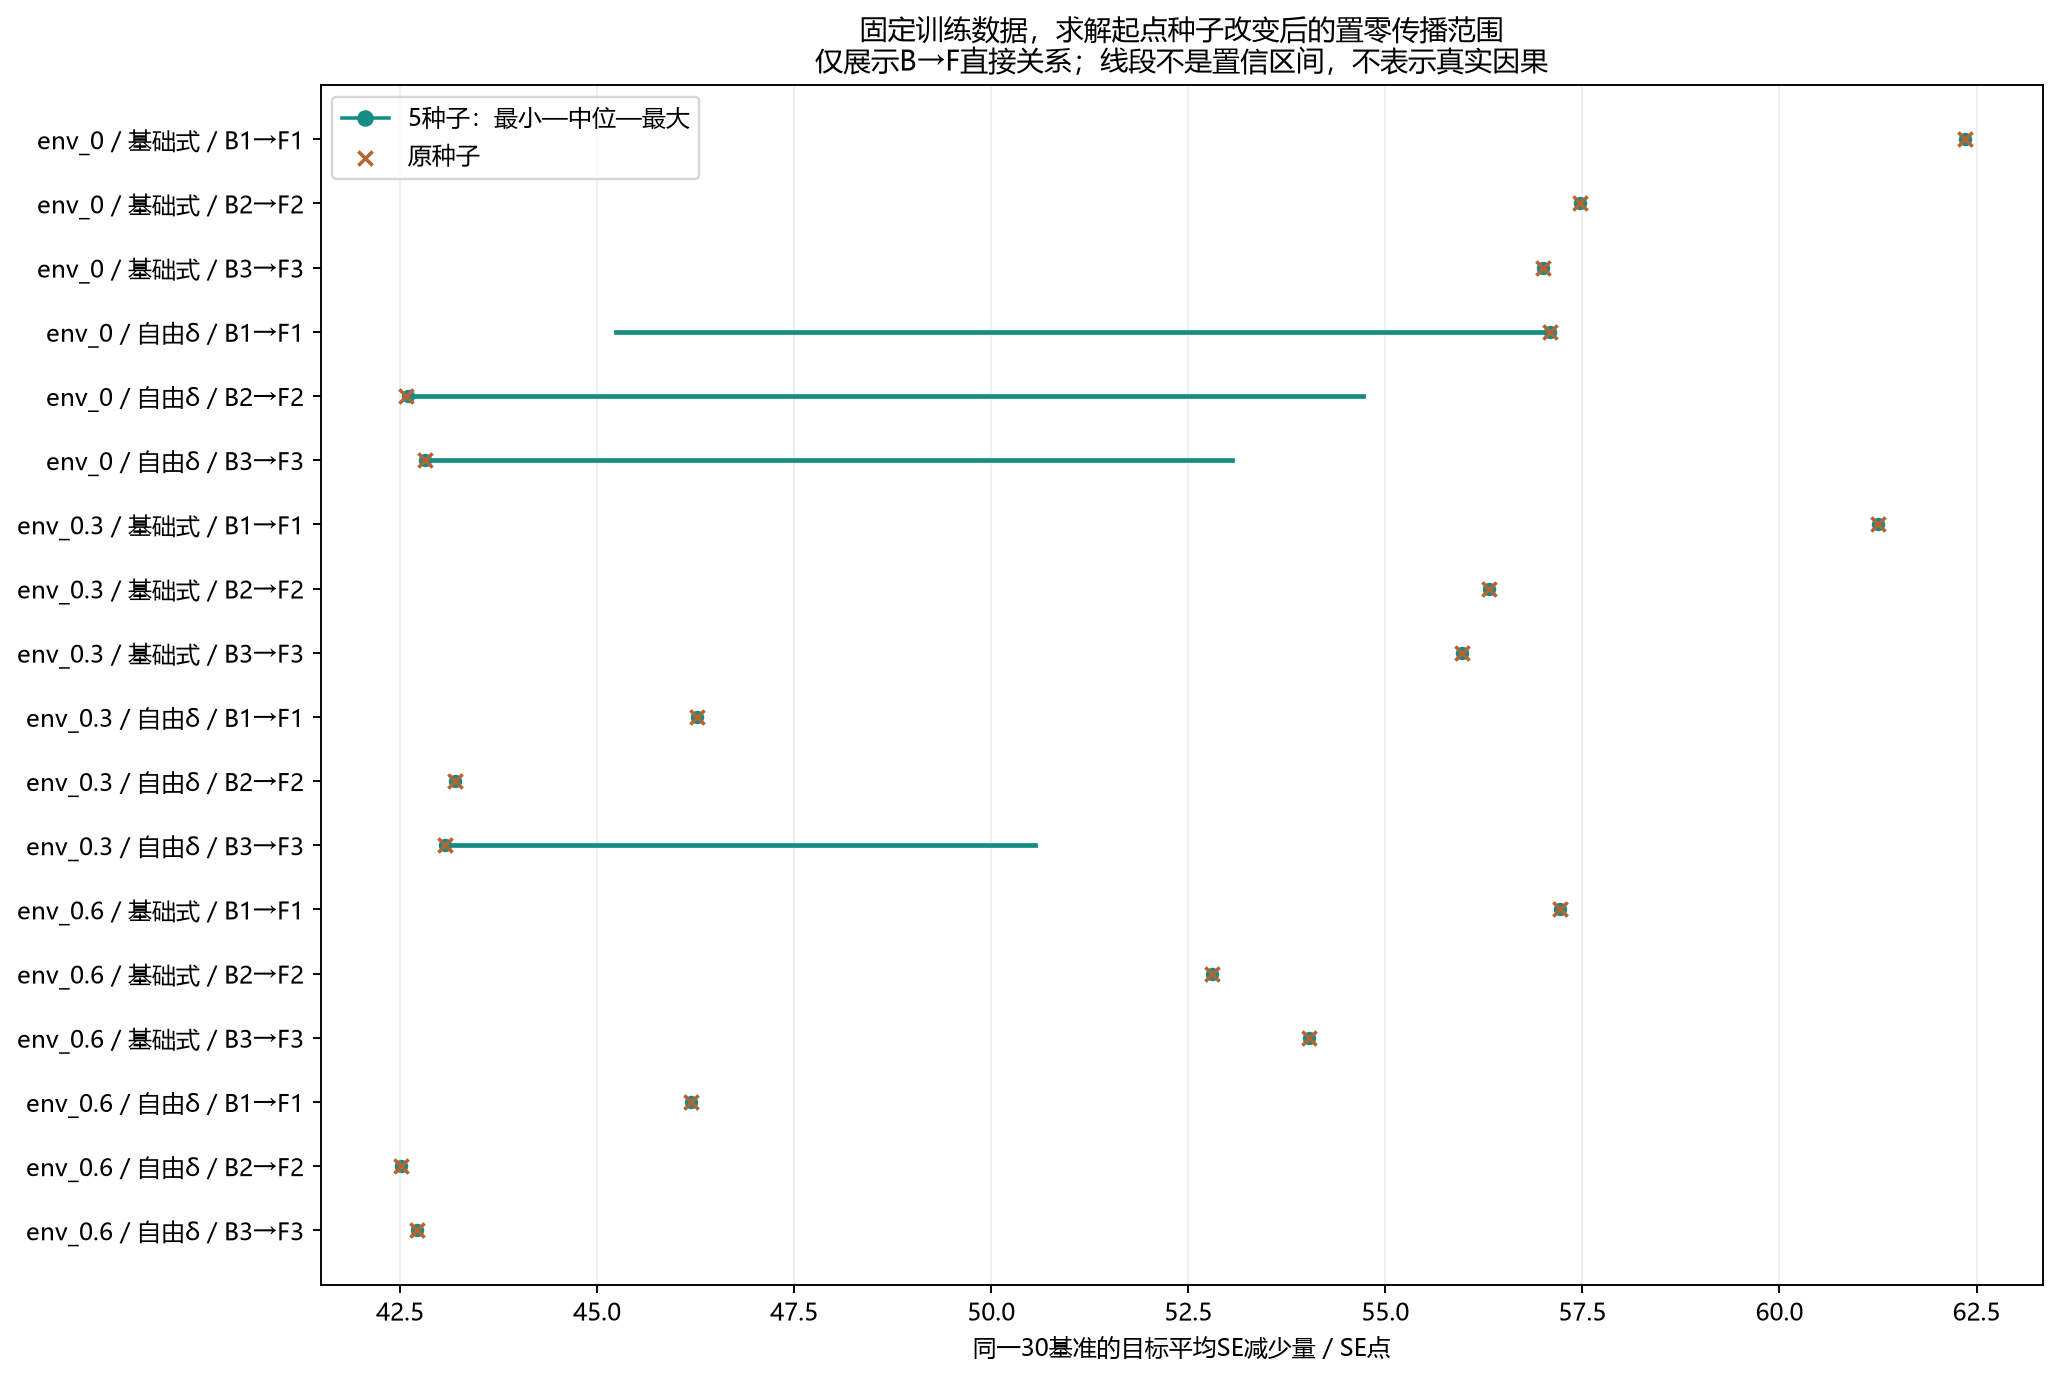 固定训练数据，求解起点种子改变后的置零传播范围
仅展示B→F直接关系；线段不是置信区间，不表示真实因果
5种子：最小—中位—最大
原种子
env_0 / 基础式 / B1→F1
env_0 / 基础式 / B2→F2
env_0 / 基础式 / B3→F3
env_0 / 自由δ / B1→F1
env_0 / 自由δ / B2→F2
env_0 / 自由δ / B3→F3
env_0.3 / 基础式 / B1→F1
env_0.3 / 基础式 / B2→F2
env_0.3 / 基础式 / B3→F3
env_0.3 / 自由δ / B1→F1
env_0.3 / 自由δ / B2→F2
env_0.3 / 自由δ / B3→F3
env_0.6 / 基础式 / B1→F1
env_0.6 / 基础式 / B2→F2
env_0.6 / 基础式 / B3→F3
env_0.6 / 自由δ / B1→F1
env_0.6 / 自由δ / B2→F2
env_0.6 / 自由δ / B3→F3
42.5 45.0 47.5 50.0 52.5 55.0 57.5 60.0 62.5
同一30基准的目标平均SE减少量 / SE点